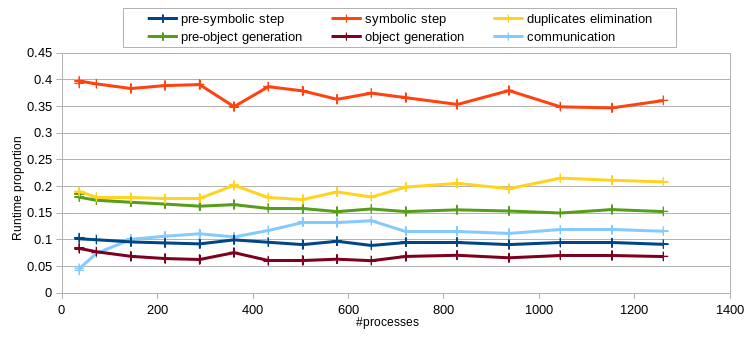 pre-symbolic step symbolic step duplicates elimination
pre-object generation object generation communication
0.45
0.4
0.35
0.3
0.25
0.2
0.15
0.1
0.05
0
Runtime proportion
0 200 400 600 800 1000 1200 1400
#processes